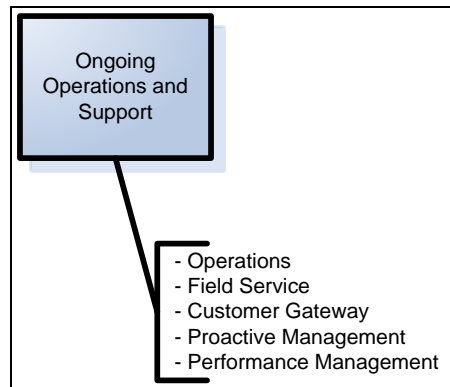 Ongoing
Operations and
Support
- Operations
- Field Service
- Customer Gateway
- Proactive Management
- Performance Management